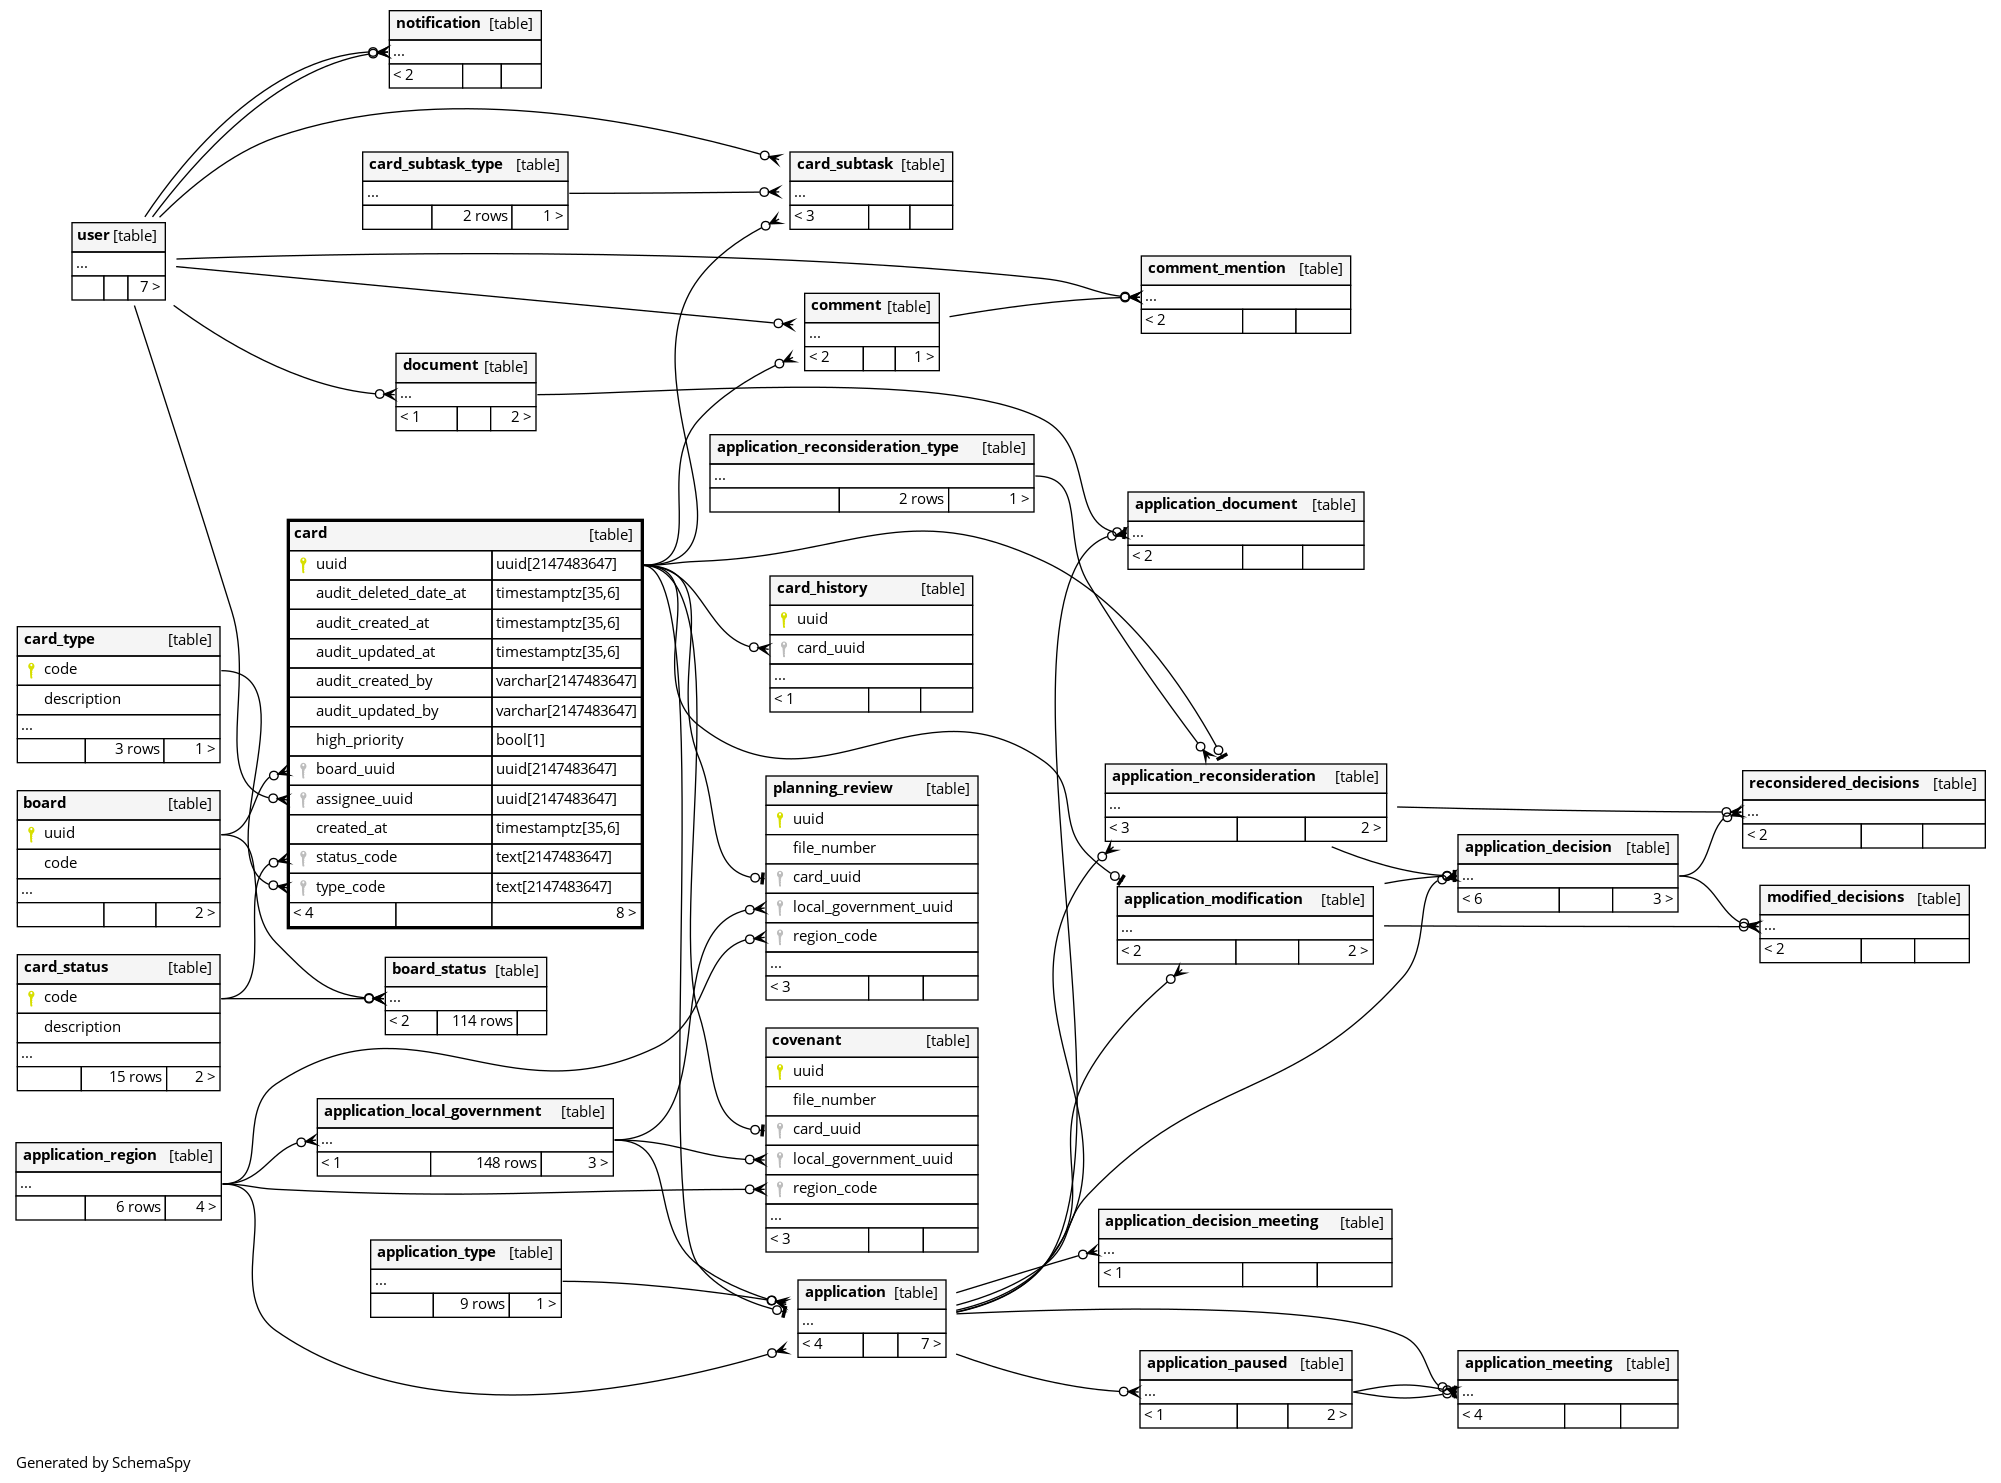 notification [table]
...
< 2
card_subtask_type [table]
...
2 rows 1 >
card_subtask [table]
...
< 3
user [table]
...
7 >
comment_mention [table]
...
< 2
comment [table]
...
< 2 1 >
document [table]
...
< 1 2 >
application_reconsideration_type [table]
...
2 rows 1 >
application_document [table]
...
< 2
card [table]
uuid uuid[2147483647]
audit_deleted_date_at timestamptz[35,6]
audit_created_at timestamptz[35,6]
audit_updated_at timestamptz[35,6]
audit_created_by varchar[2147483647]
audit_updated_by varchar[2147483647]
high_priority bool[1]
board_uuid uuid[2147483647]
assignee_uuid uuid[2147483647]
created_at timestamptz[35,6]
status_code text[2147483647]
type_code text[2147483647]
< 4 8 >
card_history [table]
uuid
card_uuid
...
< 1
card_type [table]
code
description
...
3 rows 1 >
board [table]
uuid
code
...
2 >
card_status [table]
code
description
...
15 rows 2 >
board_status [table]
...
< 2 114 rows
planning_review [table]
uuid
file_number
card_uuid
local_government_uuid
region_code
...
< 3
application_reconsideration [table]
...
< 3 2 >
reconsidered_decisions [table]
...
< 2
application_decision [table]
...
< 6 3 >
application_modification [table]
...
< 2 2 >
modified_decisions [table]
...
< 2
covenant [table]
uuid
file_number
card_uuid
local_government_uuid
region_code
...
< 3
application_local_government [table]
...
< 1 148 rows 3 >
application_region [table]
...
6 rows 4 >
application_type [table]
...
9 rows 1 >
application [table]
...
< 4 7 >
application_decision_meeting [table]
...
< 1
application_paused [table]
...
< 1 2 >
application_meeting [table]
...
< 4
Generated by SchemaSpy